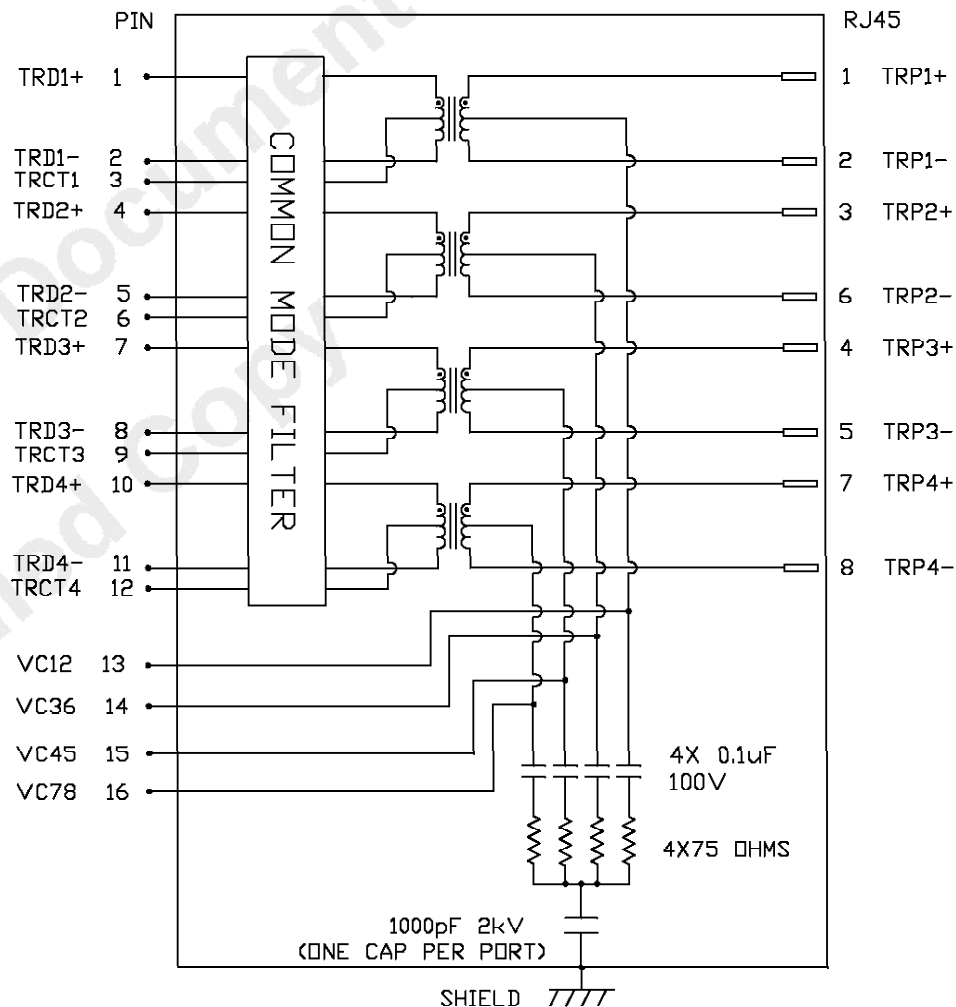 PIN RJ45
TRD1+ 1 1 TRP1+
TRD1- 2 2 TRP1-
TRCT1 3
TRD2+ 4 3 TRP2+
TRD2- 5 6 TRP2-
TRCT2 6
TRD3+ 7 4 TRP3+
TRD3- 8 5 TRP3-
TRCT3 9
TRD4+ 10 7 TRP4+
TRD4- 11 8 TRP4-
TRCT4 12
COMMON MODE FILTER
VC12 13
VC36 14
VC45 15
VC78 16
4X 0.1uF
100V
4X75 OHMS
1000pF 2kV
(ONE CAP PER PORT)
SHIELD
Document
Copy